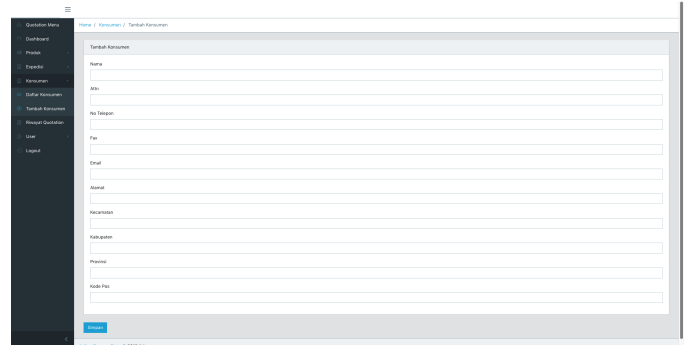 Home / Konsumen / Tambah Konsumen
Quotation Menu
Dashboard
Produk
Expedisi
Konsumen
Daftar Konsumen
Tambah Konsumen
Riwayat Quotation
User
Logout
Tambah Konsumen
Nama
Attn
No Telepon
Fax
Email
Alamat
Kecamatan
Kabupaten
Provinsi
Kode Pos
Simpan